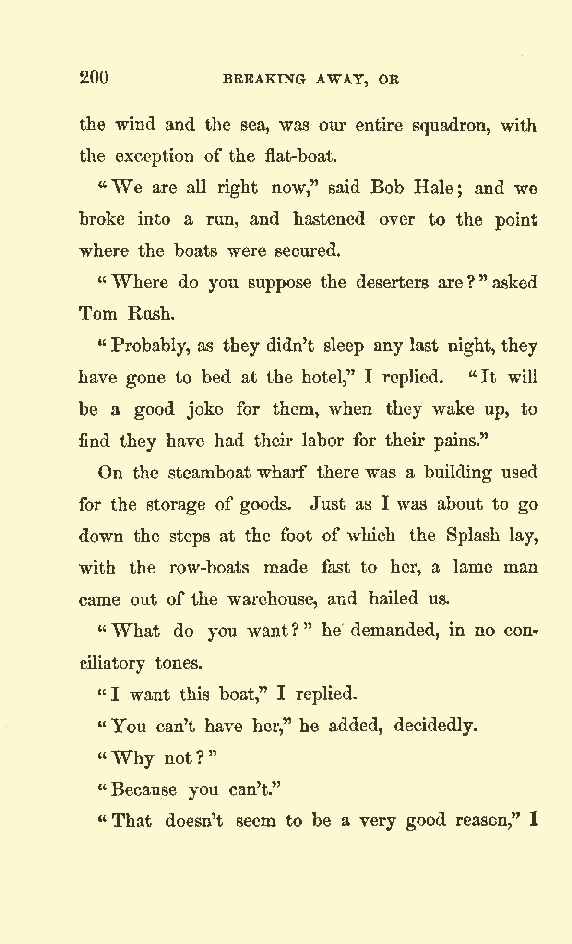 200 BREAKING AWAY, OR
the wind and the sea, was our entire squadron, with
the exception of the flat-boat.
“We are all right now,” said Bob Hale; and we
broke into a run, and hastened over to the point
where the boats were secured.
“Where do you suppose the deserters are?” asked
Tom Rush.
“Probably, as they didn’t sleep any last night, they
have gone to bed at the hotel,” I replied. “It will
be a good joke for them, when they wake up, to
find they have had their labor for their pains.”
On the steamboat wharf there was a building used
for the storage of goods. Just as I was about to go
down the steps at the foot of which the Splash lay,
with the row-boats made fast to her, a lame man
came out of the warehouse, and hailed us.
“What do you want?” he demanded, in no con-
ciliatory tones.
“I want this boat,” I replied.
“You can’t have her,” he added, decidedly.
“Why not?”
“Because you can’t.”
“That doesn’t seem to be a very good reason,” I